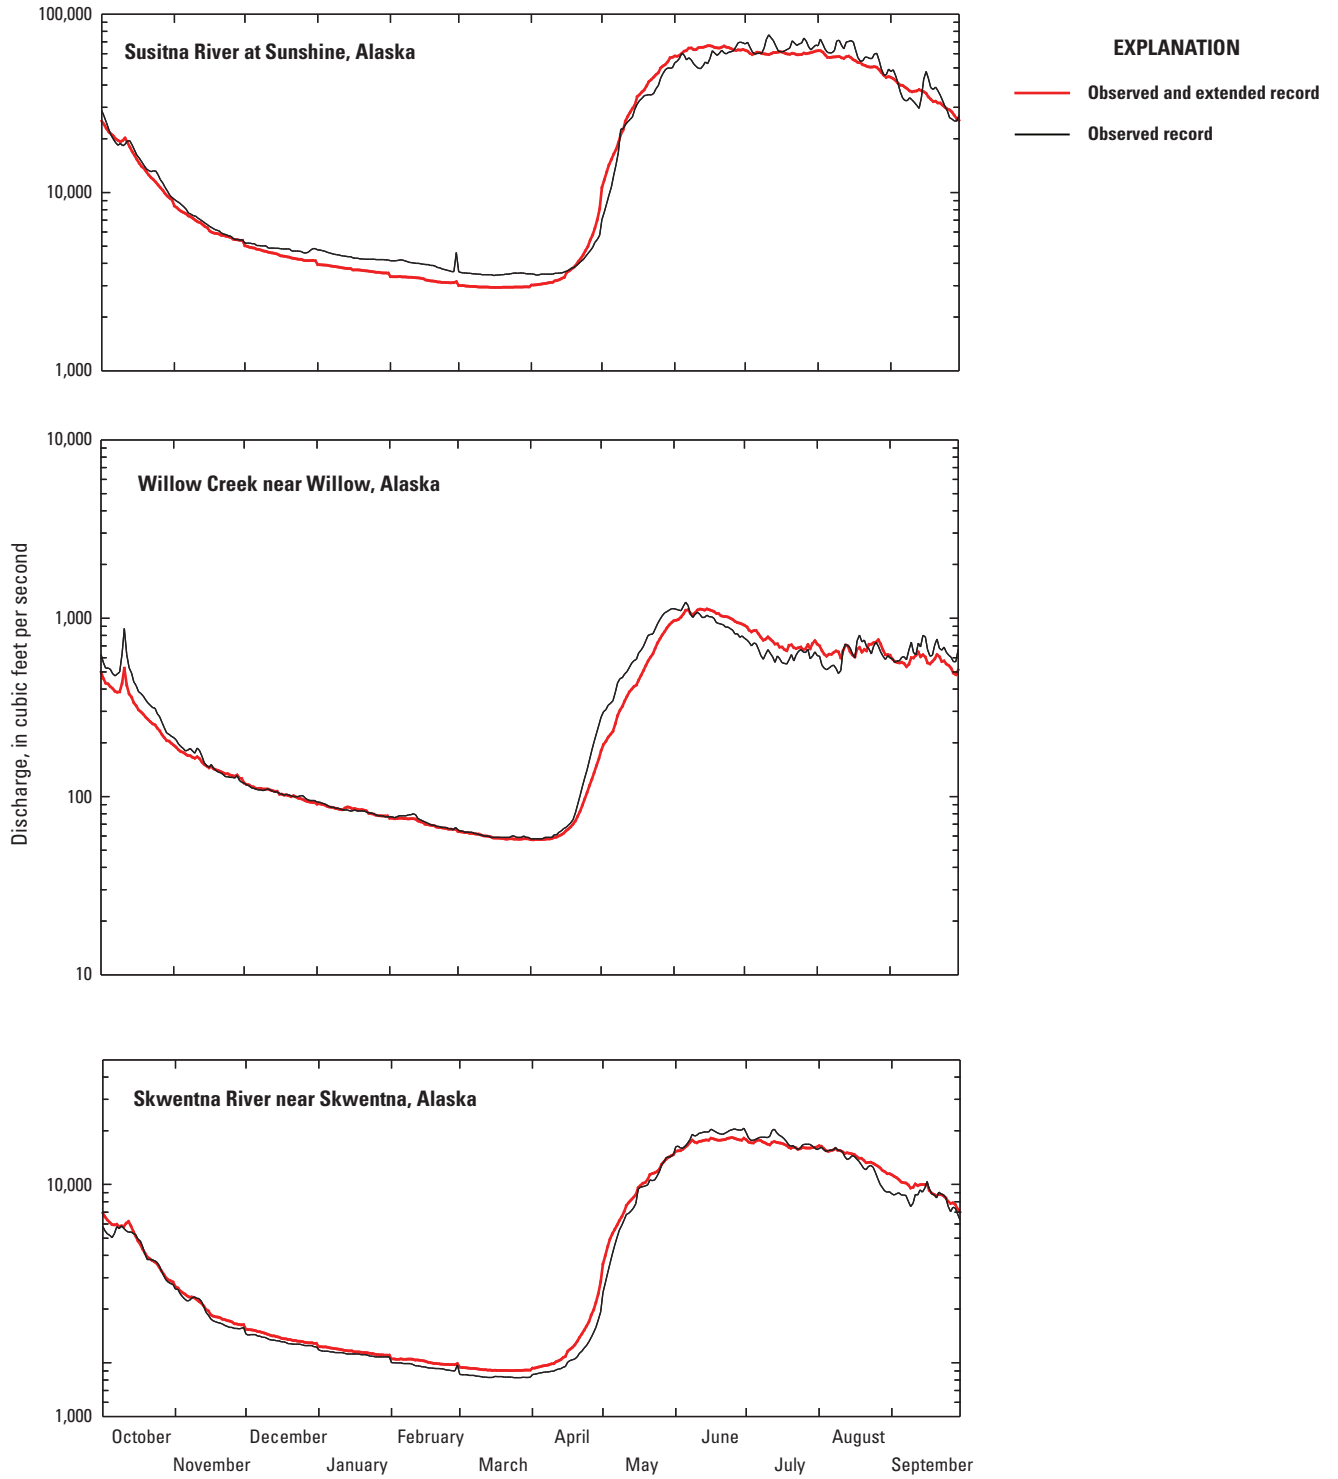 100,000
Susitna River at Sunshine, Alaska
10,000
1,000
EXPLANATION
Observed and extended record
Observed record
Discharge, in cubic feet per second
10,000
Willow Creek near Willow, Alaska
1,000
100
10
Skwentna River near Skwentna, Alaska
10,000
1,000
October
November
December
January
February
March
April
May
June
July
August
September